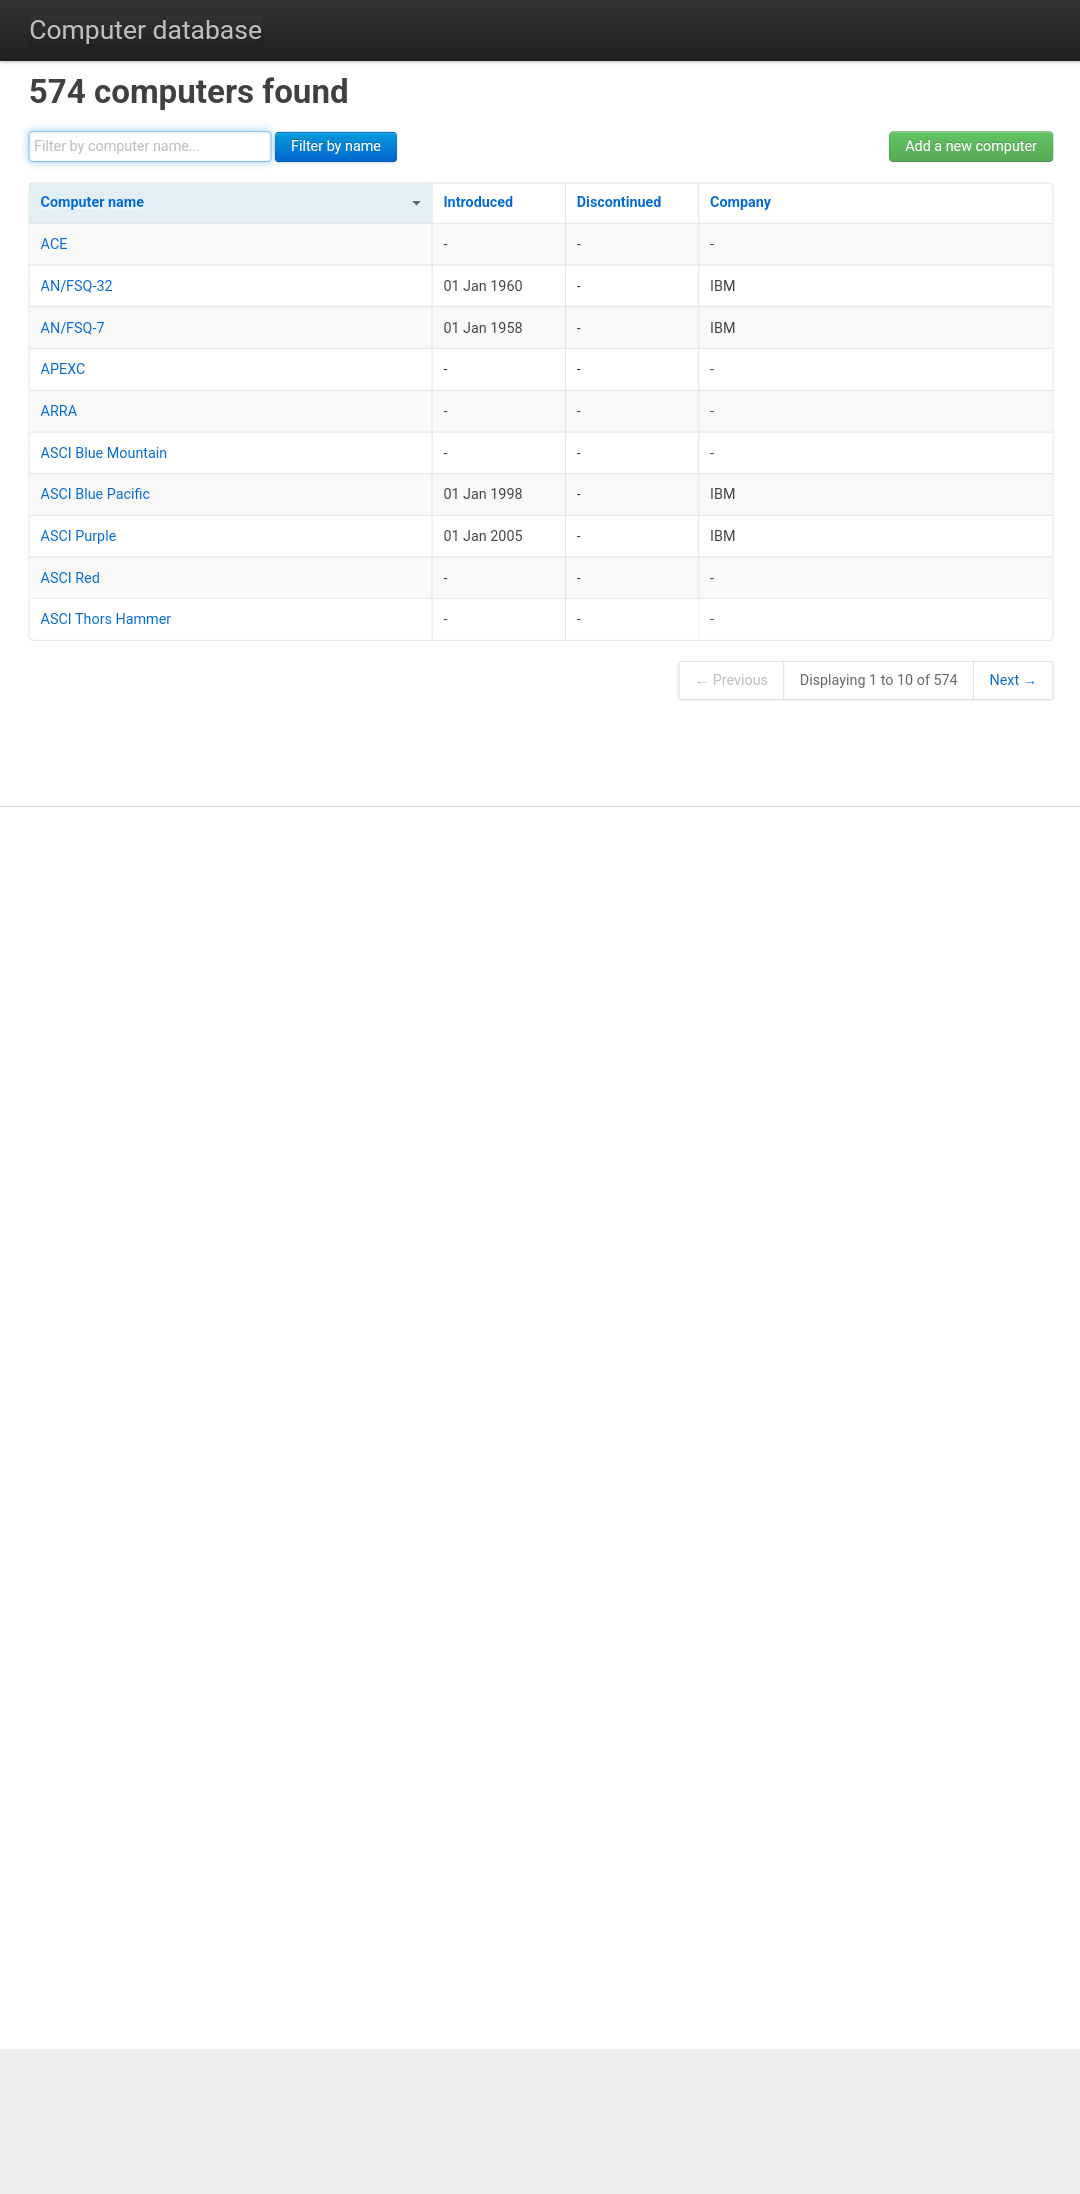 Computer database
574 computers found
Filter by computer name... Filter by name Add a new computer
Computer name Introduced Discontinued Company
ACE - - -
AN/FSQ-32 01 Jan 1960 - IBM
AN/FSQ-7 01 Jan 1958 - IBM
APEXC - - -
ARRA - - -
ASCI Blue Mountain - - -
ASCI Blue Pacific 01 Jan 1998 - IBM
ASCI Purple 01 Jan 2005 - IBM
ASCI Red - - -
ASCI Thors Hammer - - -
← Previous Displaying 1 to 10 of 574 Next →